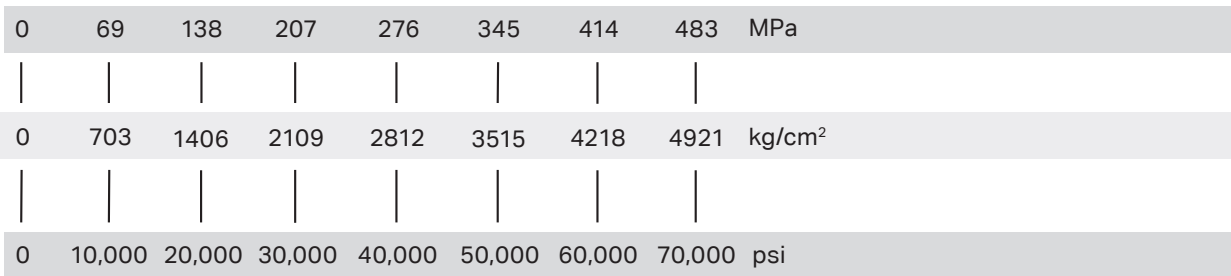 0 69 138 207 276 345 414 483 MPa
0 703 1406 2109 2812 3515 4218 4921 kg/cm²
0 10,000 20,000 30,000 40,000 50,000 60,000 70,000 psi